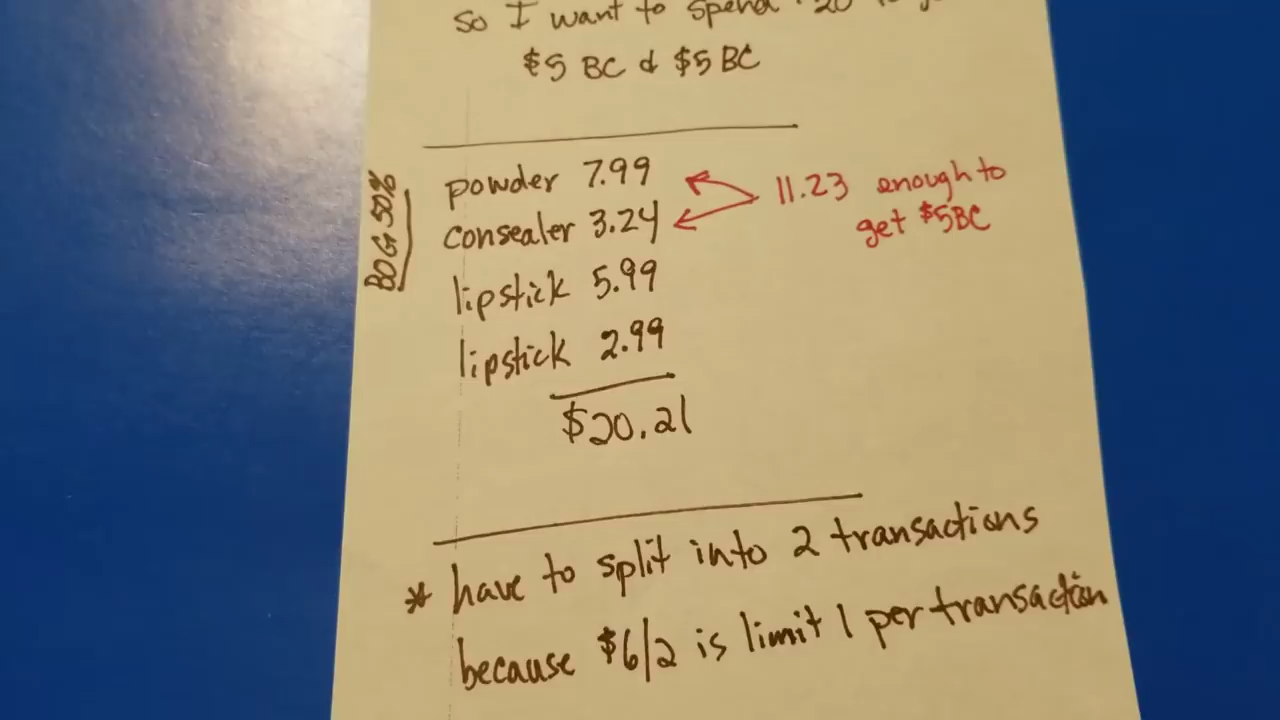 so I want to spend $20
$5 BC & $5 BC
BOG 50%
powder 7.99
consealer 3.24
lipstick 5.99
lipstick 2.99
$20.21
11.23 enough to
get $5BC
* have to split into 2 transactions
because $6/2 is limit 1 per transaction